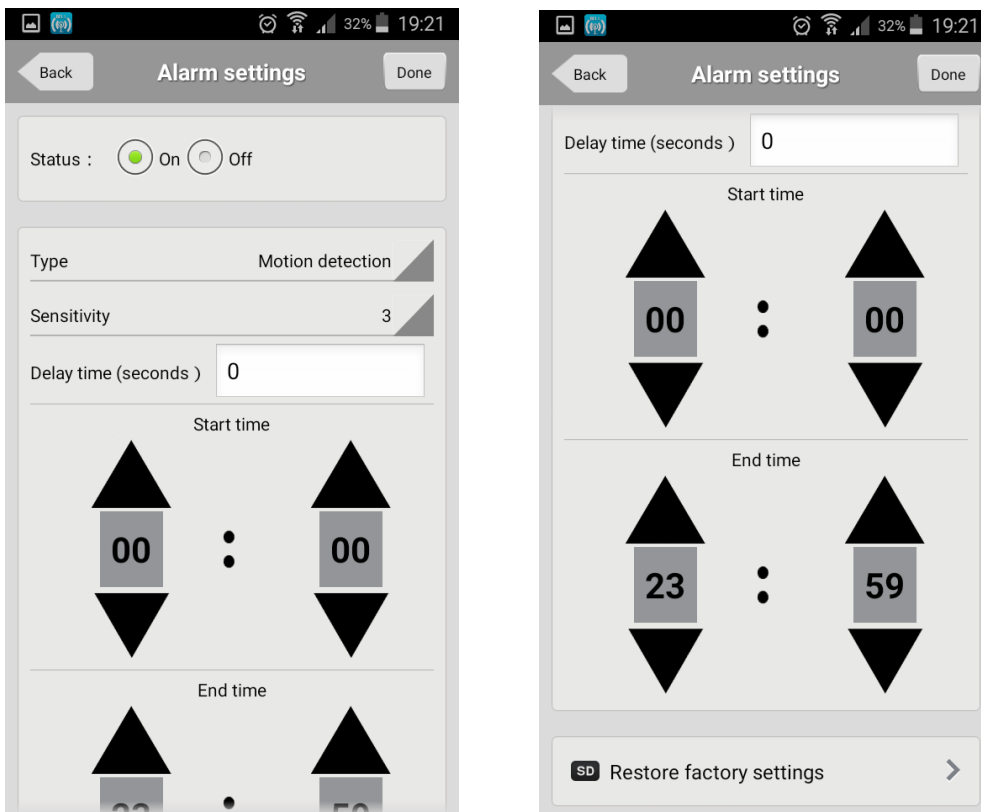 32% 19:21
Back Alarm settings Done
Status : On Off
Type Motion detection
Sensitivity 3
Delay time (seconds ) 0
Start time
00 : 00
End time
23 : 59
32% 19:21
Back Alarm settings Done
Delay time (seconds ) 0
Start time
00 : 00
End time
23 : 59
SD Restore factory settings